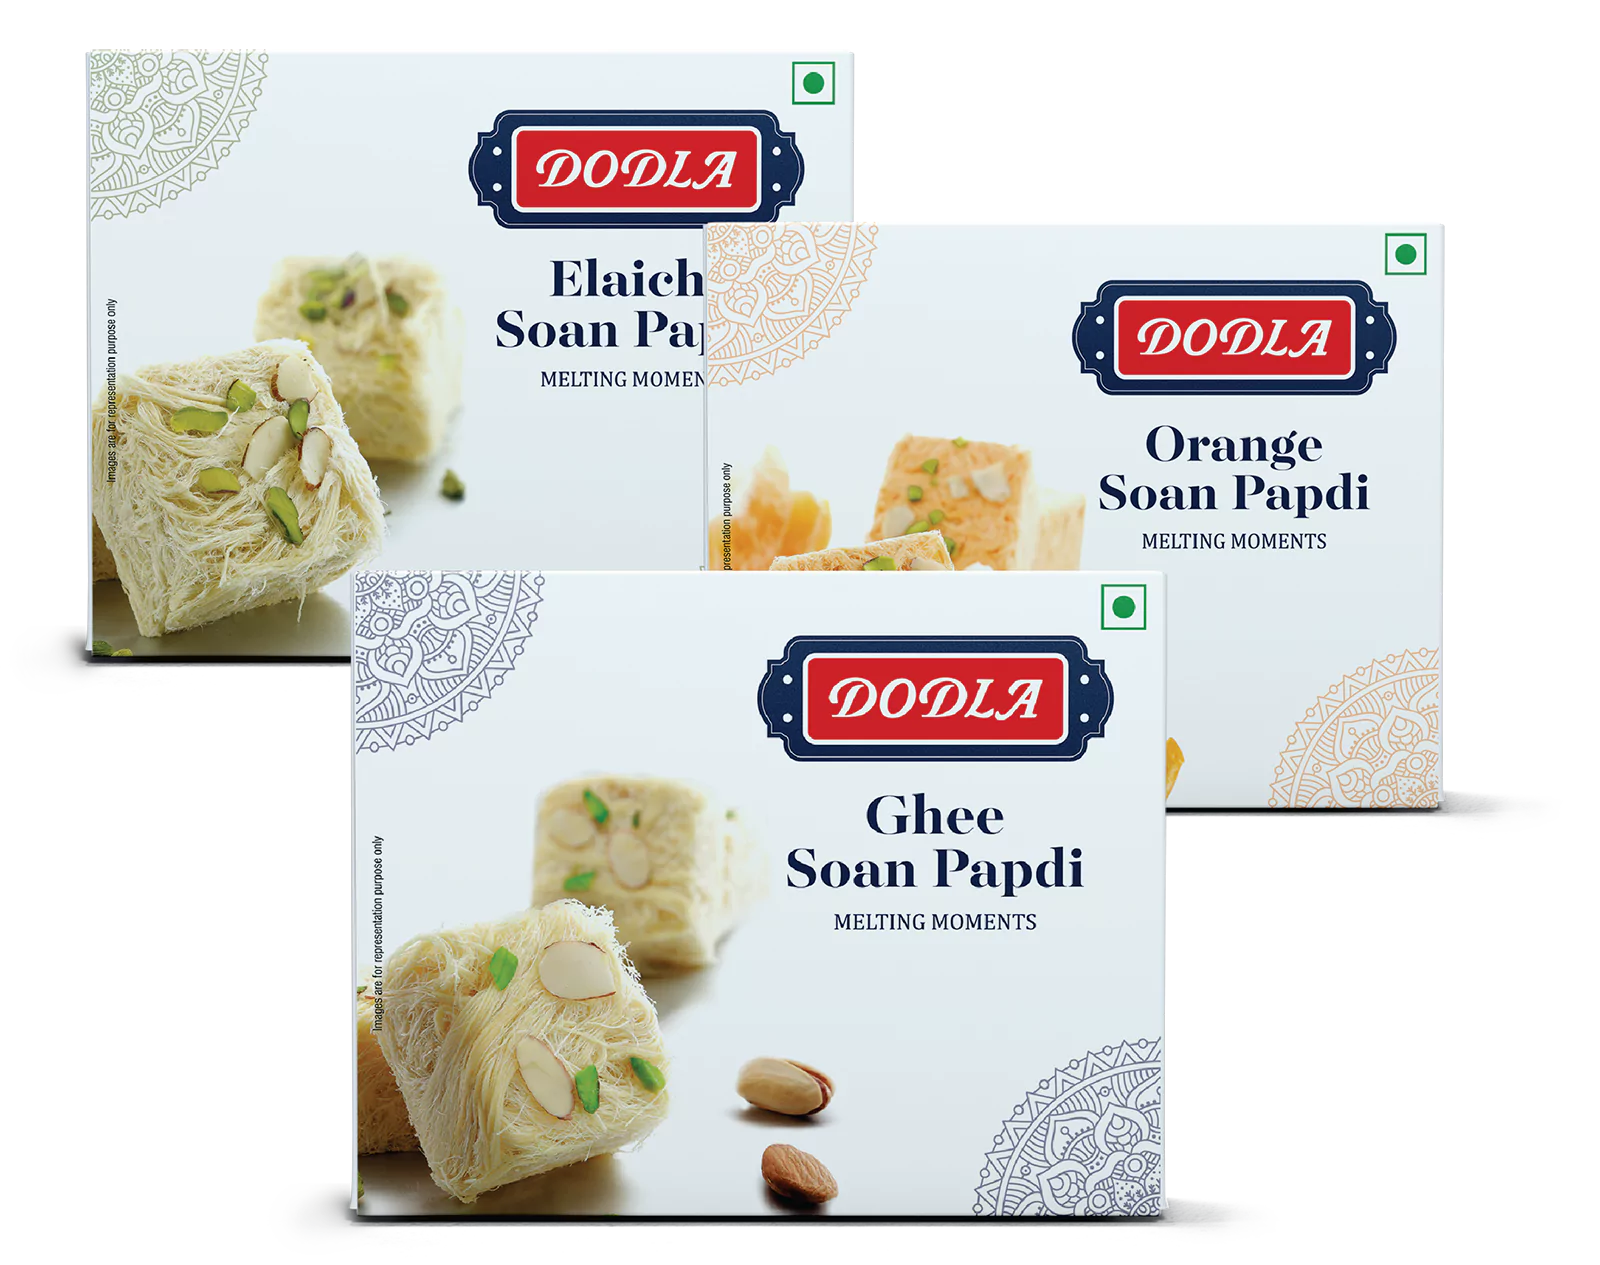 DODLA
Elaich
Soan Pap
MELTING MOMEN
Images are for representation purpose only
DODLA
Orange
Soan Papdi
MELTING MOMENTS
presentation purpose only
DODLA
Ghee
Soan Papdi
MELTING MOMENTS
Images are for representation purpose only